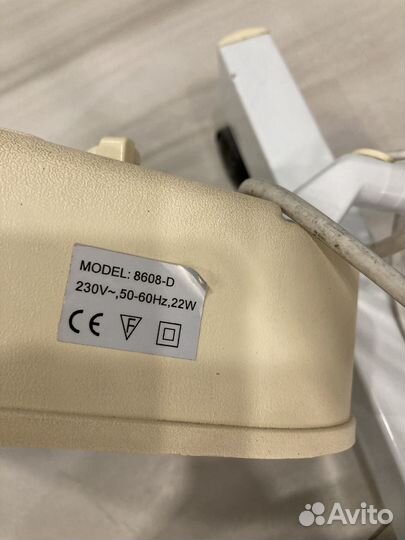 MODEL: 8608-D
230V~,50-60Hz,22W
CE F
Avito